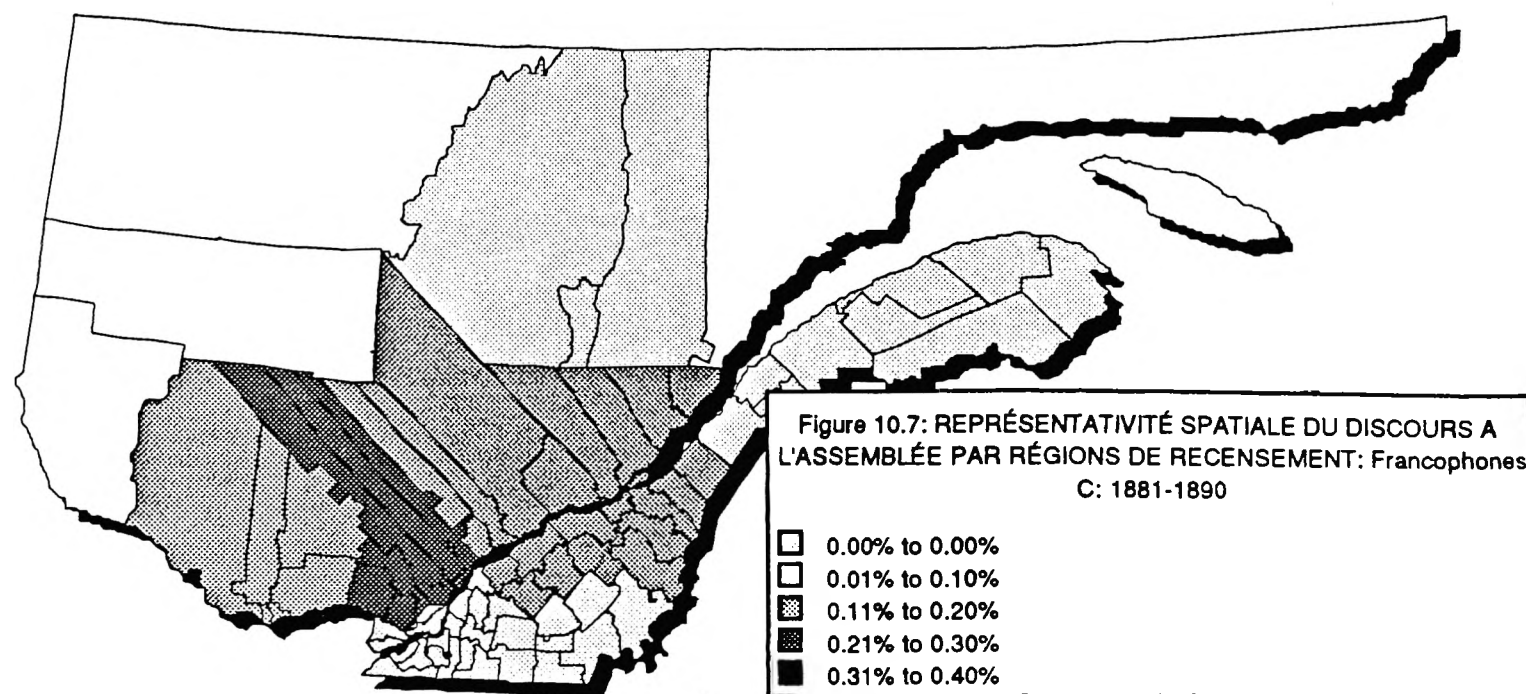 Figure 10.7: REPRÉSENTATIVITÉ SPATIALE DU DISCOURS A
L'ASSEMBLÉE PAR RÉGIONS DE RECENSEMENT: Francophones
C: 1881-1890
0.00% to 0.00%
0.01% to 0.10%
0.11% to 0.20%
0.21% to 0.30%
0.31% to 0.40%